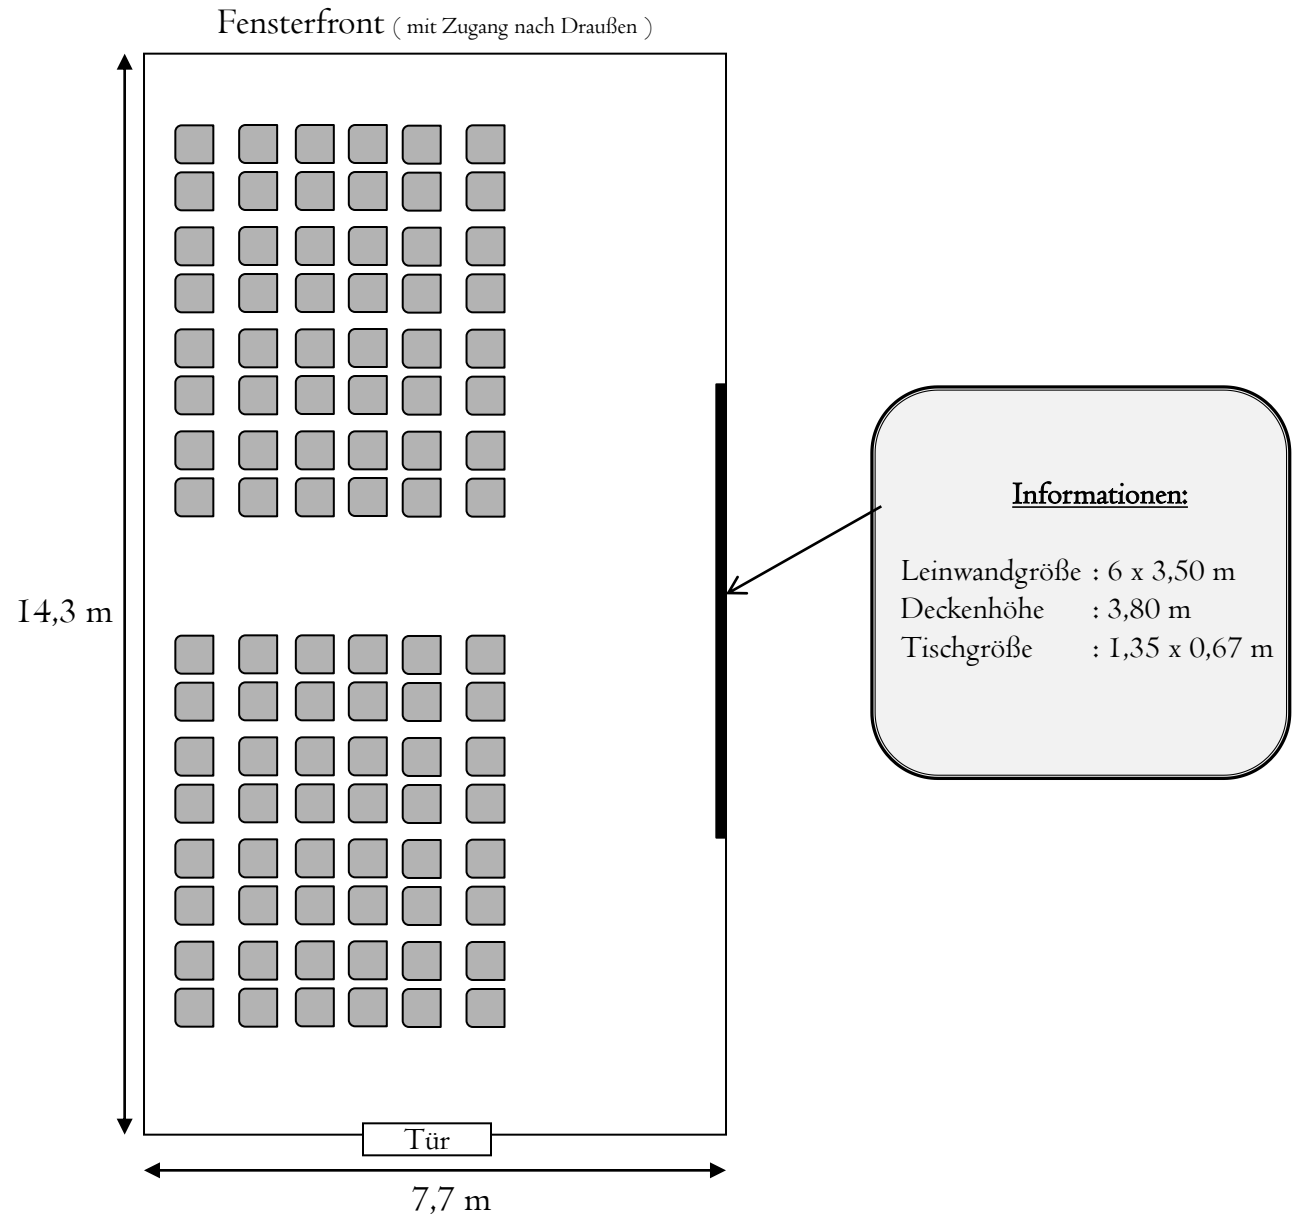 Fensterfront ( mit Zugang nach Draußen )
14,3 m
Informationen:
Leinwandgröße : 6 x 3,50 m
Deckenhöhe : 3,80 m
Tischgröße : 1,35 x 0,67 m
Tür
7,7 m